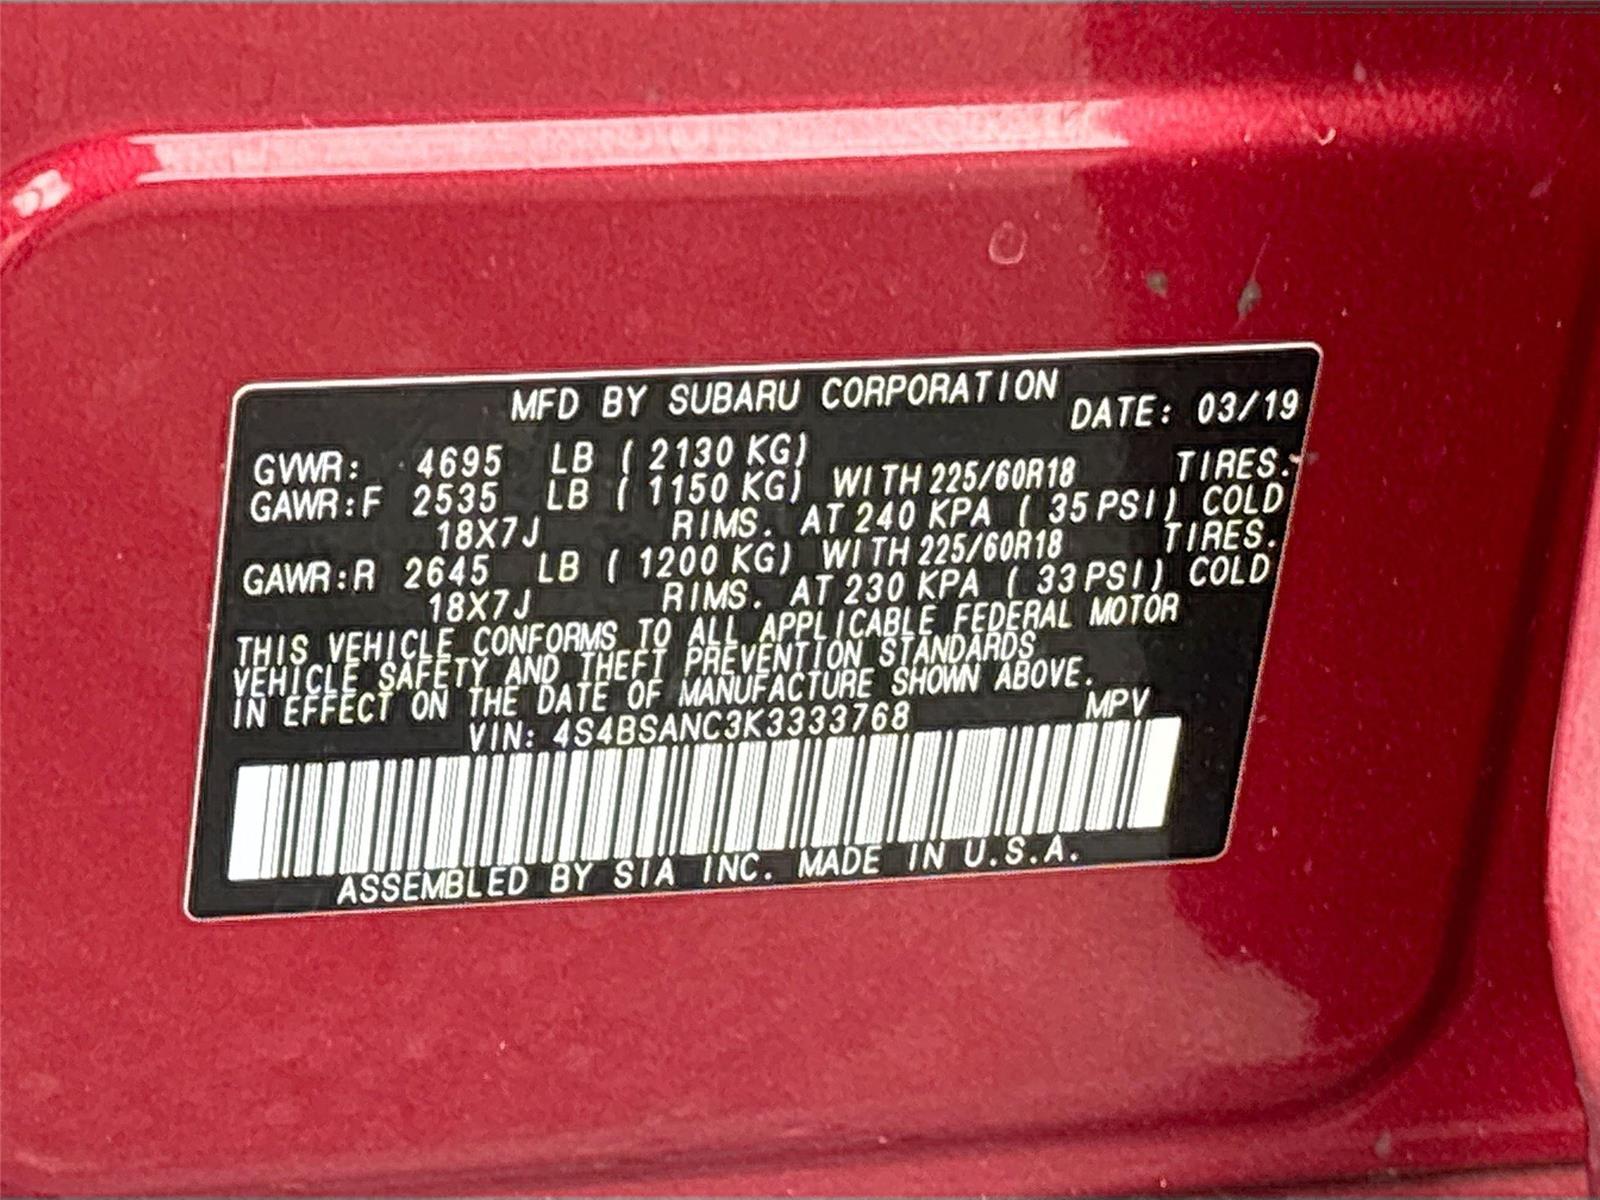 MFD BY SUBARU CORPORATION DATE: 03/19
GVWR: 4695 LB ( 2130 KG)
GAWR:F 2535 LB ( 1150 KG) WITH 225/60R18 TIRES.
18X7J RIMS. AT 240 KPA ( 35 PSI) COLD
GAWR:R 2645 LB ( 1200 KG) WITH 225/60R18 TIRES.
18X7J RIMS. AT 230 KPA ( 33 PSI) COLD
THIS VEHICLE CONFORMS TO ALL APPLICABLE FEDERAL MOTOR
VEHICLE SAFETY AND THEFT PREVENTION STANDARDS
IN EFFECT ON THE DATE OF MANUFACTURE SHOWN ABOVE.
VIN: 4S4BSANC3K3333768 MPV
ASSEMBLED BY SIA INC. MADE IN U.S.A.